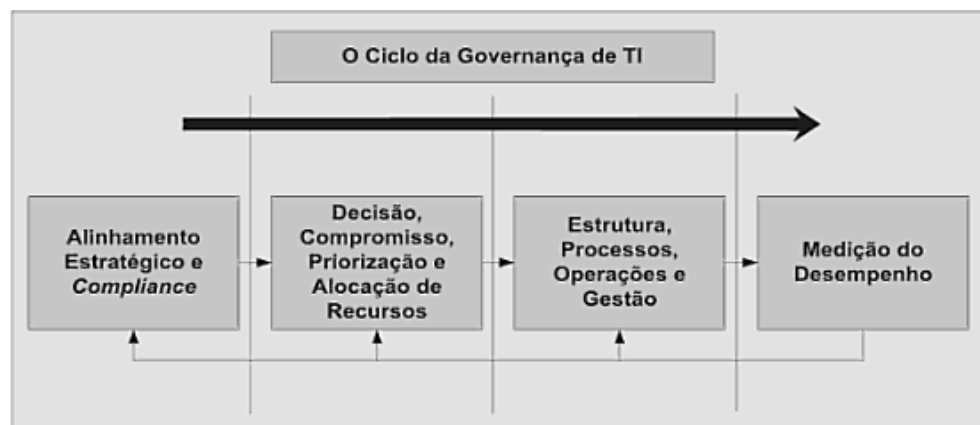 O Ciclo da Governança de TI
Alinhamento
Estratégico e
Compliance
Decisão,
Compromisso,
Priorização e
Alocação de
Recursos
Estrutura,
Processos,
Operações e
Gestão
Medição do
Desempenho